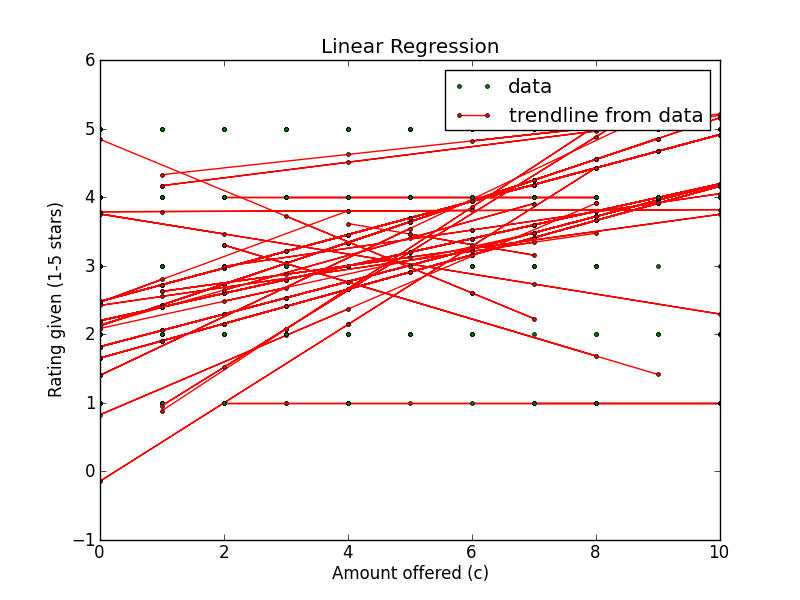 Linear Regression
data
trendline from data
6
5
4
3
2
1
0
−1
0 2 4 6 8 10
Rating given (1-5 stars)
Amount offered (c)